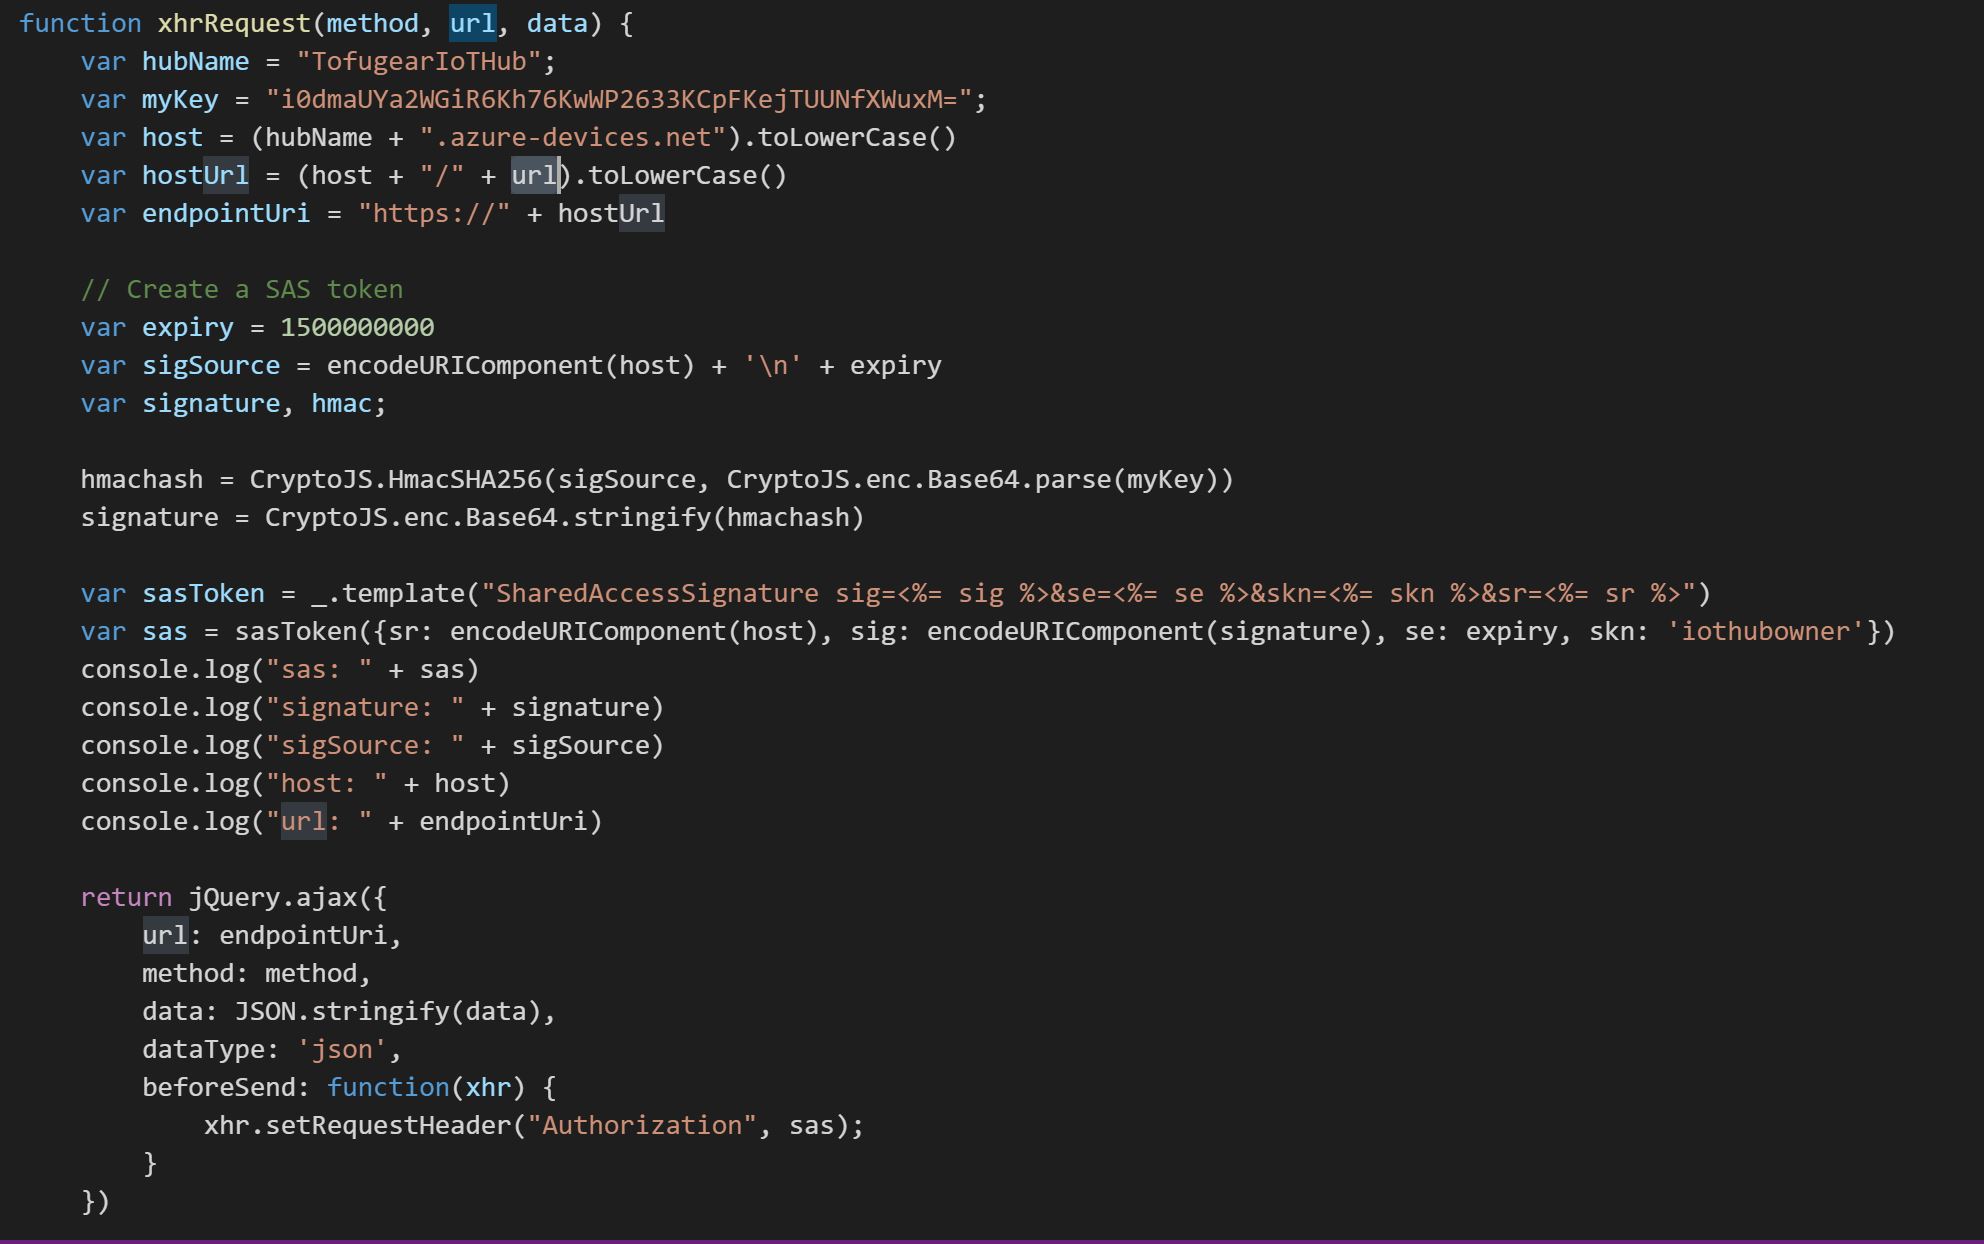 function xhrRequest(method, url, data) {
    var hubName = "TofugearIoTHub";
    var myKey = "i0dmaUYa2WGiR6Kh76KwWP2633KCpFKejTUUNfXWuxM=";
    var host = (hubName + ".azure-devices.net").toLowerCase()
    var hostUrl = (host + "/" + url).toLowerCase()
    var endpointUri = "https://" + hostUrl

    // Create a SAS token
    var expiry = 1500000000
    var sigSource = encodeURIComponent(host) + '\n' + expiry
    var signature, hmac;

    hmachash = CryptoJS.HmacSHA256(sigSource, CryptoJS.enc.Base64.parse(myKey))
    signature = CryptoJS.enc.Base64.stringify(hmachash)

    var sasToken = _.template("SharedAccessSignature sig=<%= sig %>&se=<%= se %>&skn=<%= skn %>&sr=<%= sr %>")
    var sas = sasToken({sr: encodeURIComponent(host), sig: encodeURIComponent(signature), se: expiry, skn: 'iothubowner'})
    console.log("sas: " + sas)
    console.log("signature: " + signature)
    console.log("sigSource: " + sigSource)
    console.log("host: " + host)
    console.log("url: " + endpointUri)

    return jQuery.ajax({
        url: endpointUri,
        method: method,
        data: JSON.stringify(data),
        dataType: 'json',
        beforeSend: function(xhr) {
            xhr.setRequestHeader("Authorization", sas);
        }
    })